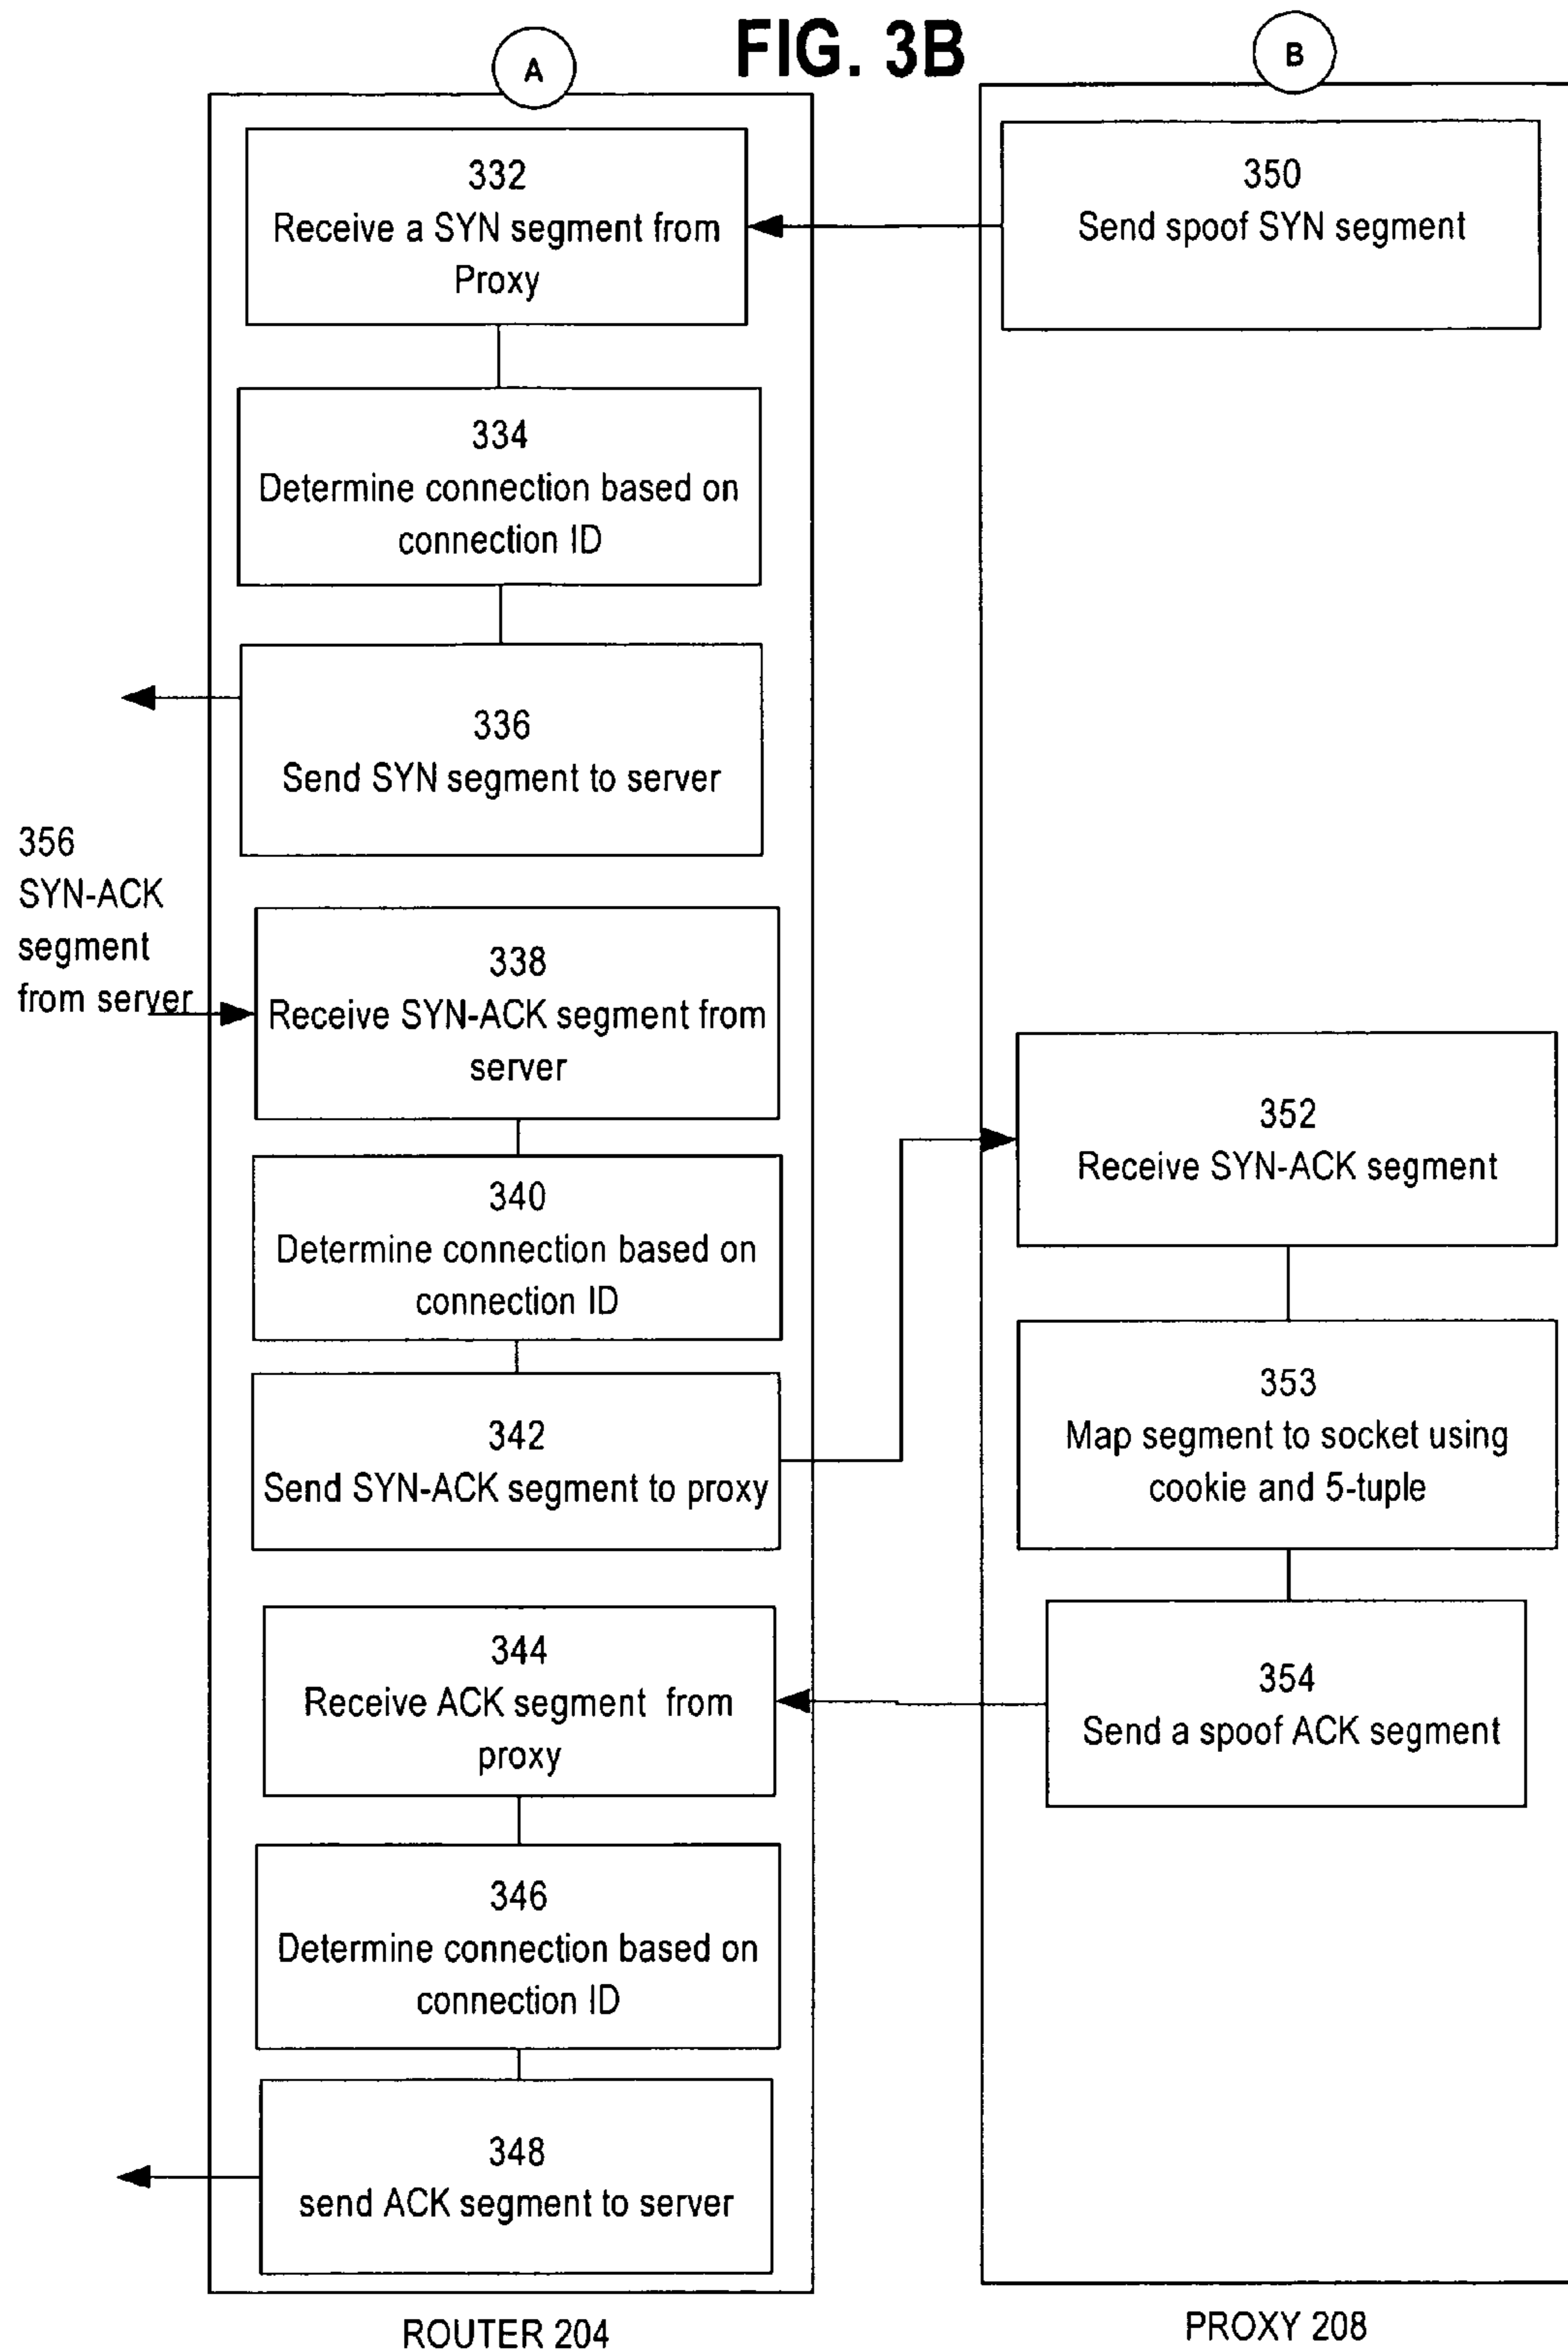 FIG. 3B
A
B
332
Receive a SYN segment from
Proxy
350
Send spoof SYN segment
334
Determine connection based on
connection ID
336
Send SYN segment to server
356
SYN-ACK
segment
from server
338
Receive SYN-ACK segment from
server
352
Receive SYN-ACK segment
340
Determine connection based on
connection ID
353
Map segment to socket using
cookie and 5-tuple
342
Send SYN-ACK segment to proxy
344
Receive ACK segment from
proxy
354
Send a spoof ACK segment
346
Determine connection based on
connection ID
348
send ACK segment to server
ROUTER 204
PROXY 208